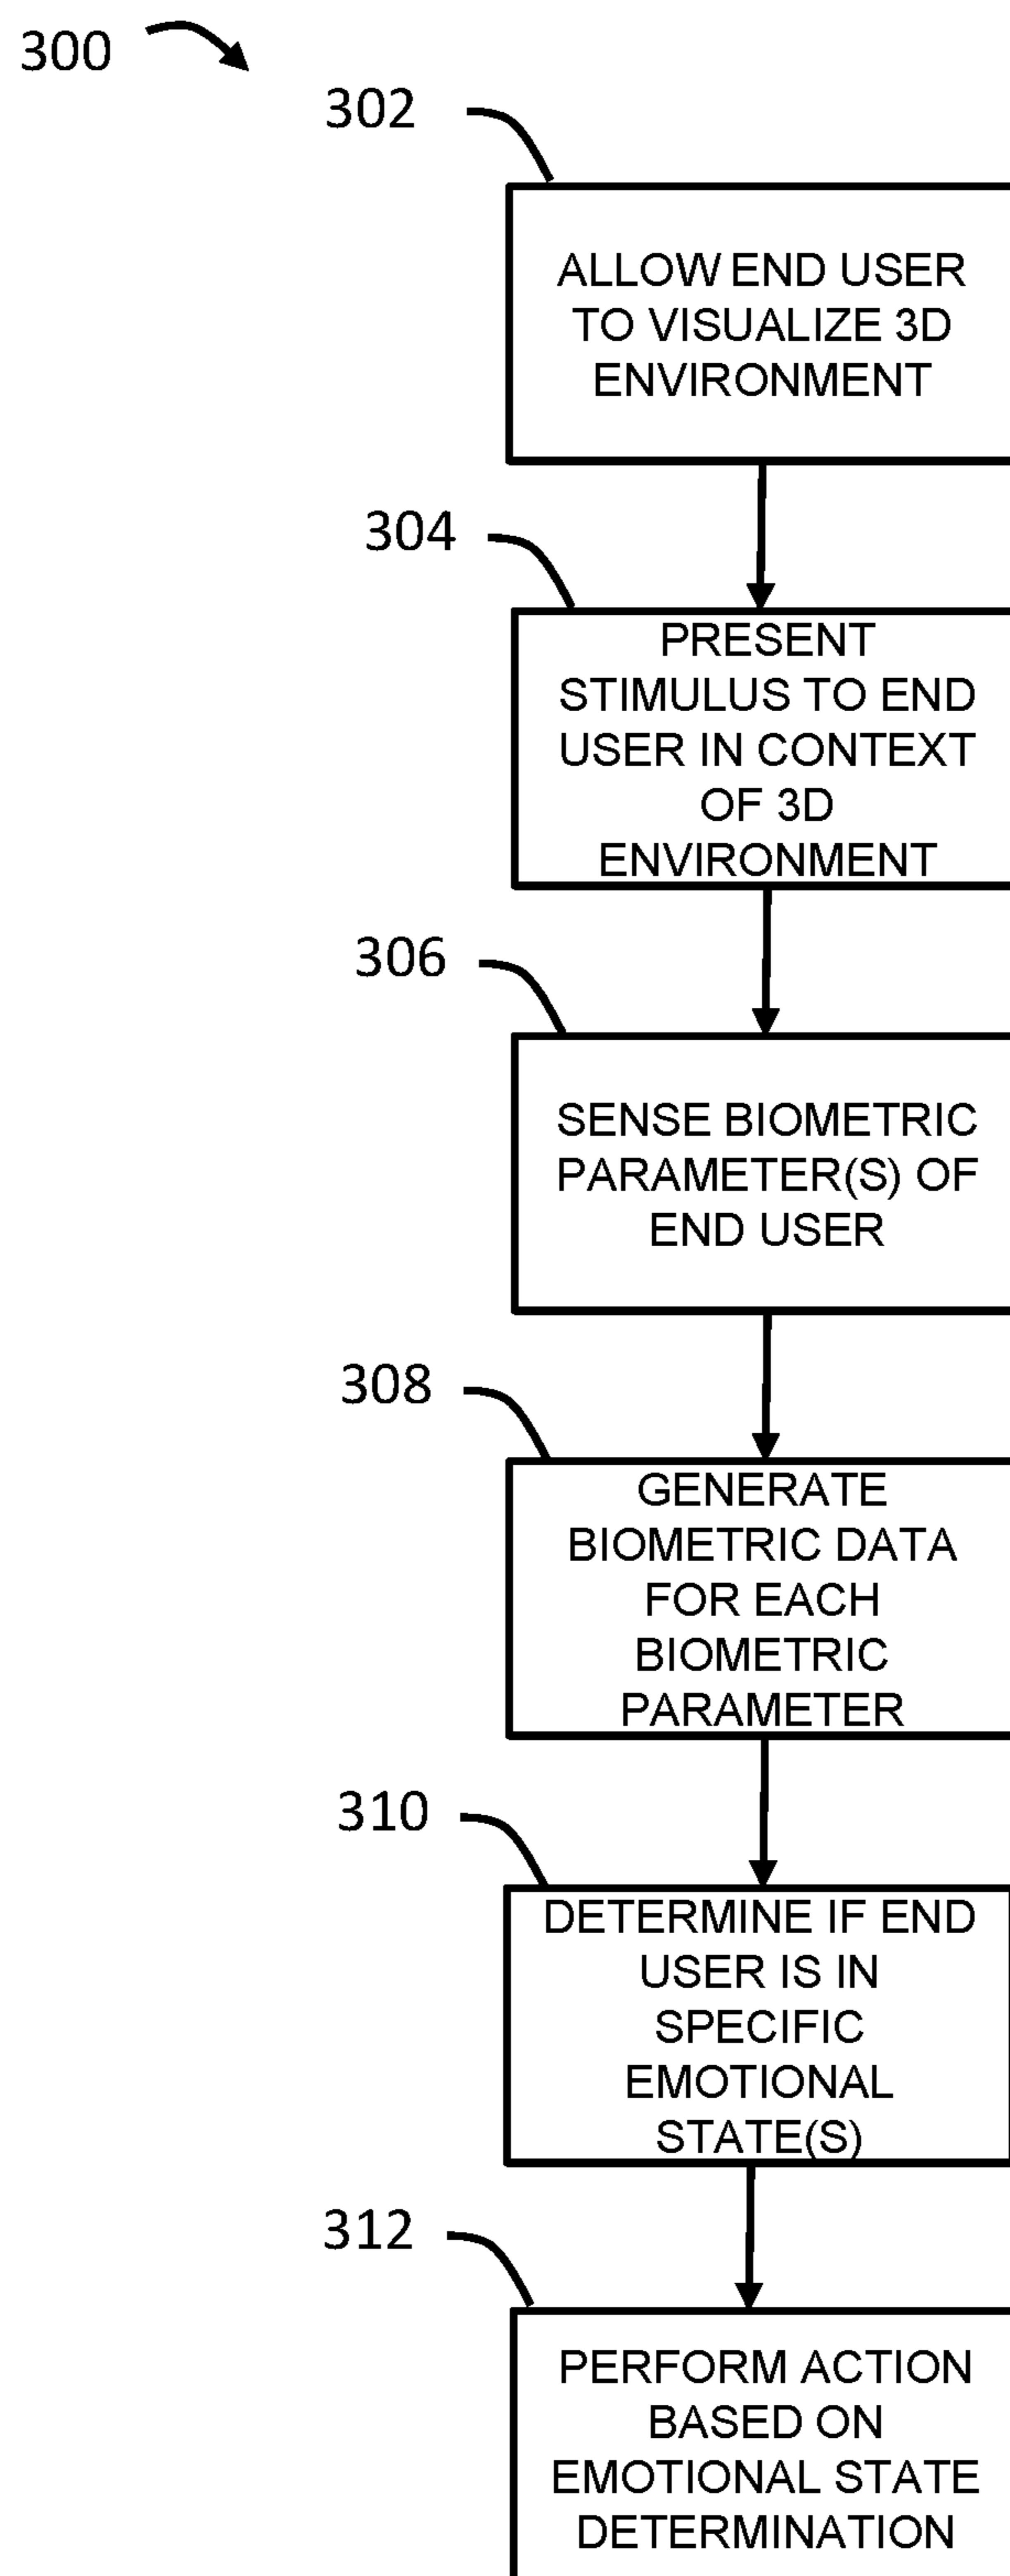 300
302
ALLOW END USER
TO VISUALIZE 3D
ENVIRONMENT
304
PRESENT
STIMULUS TO END
USER IN CONTEXT
OF 3D
ENVIRONMENT
306
SENSE BIOMETRIC
PARAMETER(S) OF
END USER
308
GENERATE
BIOMETRIC DATA
FOR EACH
BIOMETRIC
PARAMETER
310
DETERMINE IF END
USER IS IN
SPECIFIC
EMOTIONAL
STATE(S)
312
PERFORM ACTION
BASED ON
EMOTIONAL STATE
DETERMINATION